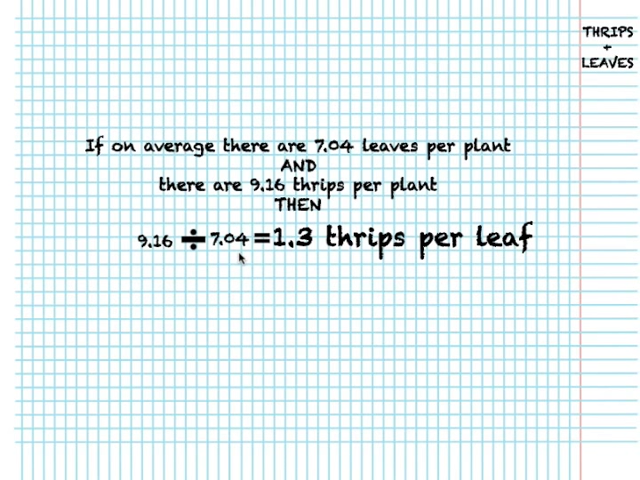 THRIPS
+
LEAVES
If on average there are 7.04 leaves per plant
AND
there are 9.16 thrips per plant
THEN
9.16 ÷ 7.04 = 1.3 thrips per leaf